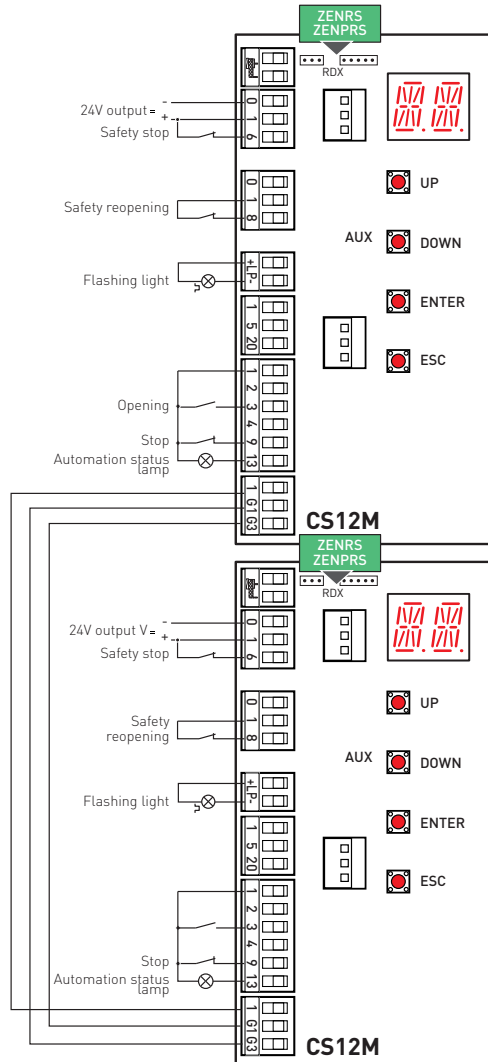 ZENRS
ZENPRS
RDX
0
24V output = -
+ 1
Safety stop 6
UP
0
Safety reopening 1
8
AUX DOWN
Flashing light +LP-
ENTER
1
5
20
ESC
1
2
Opening 3
4
Stop 9
Automation status
lamp 13
1
G1
G3
CS12M
ZENRS
ZENPRS
RDX
0
24V output V= -
+ 1
Safety stop 6
UP
0
Safety
reopening 1
8
AUX DOWN
Flashing light +LP-
ENTER
1
5
20
ESC
1
2
3
4
Stop 9
Automation status
lamp 13
1
G1
G3
CS12M